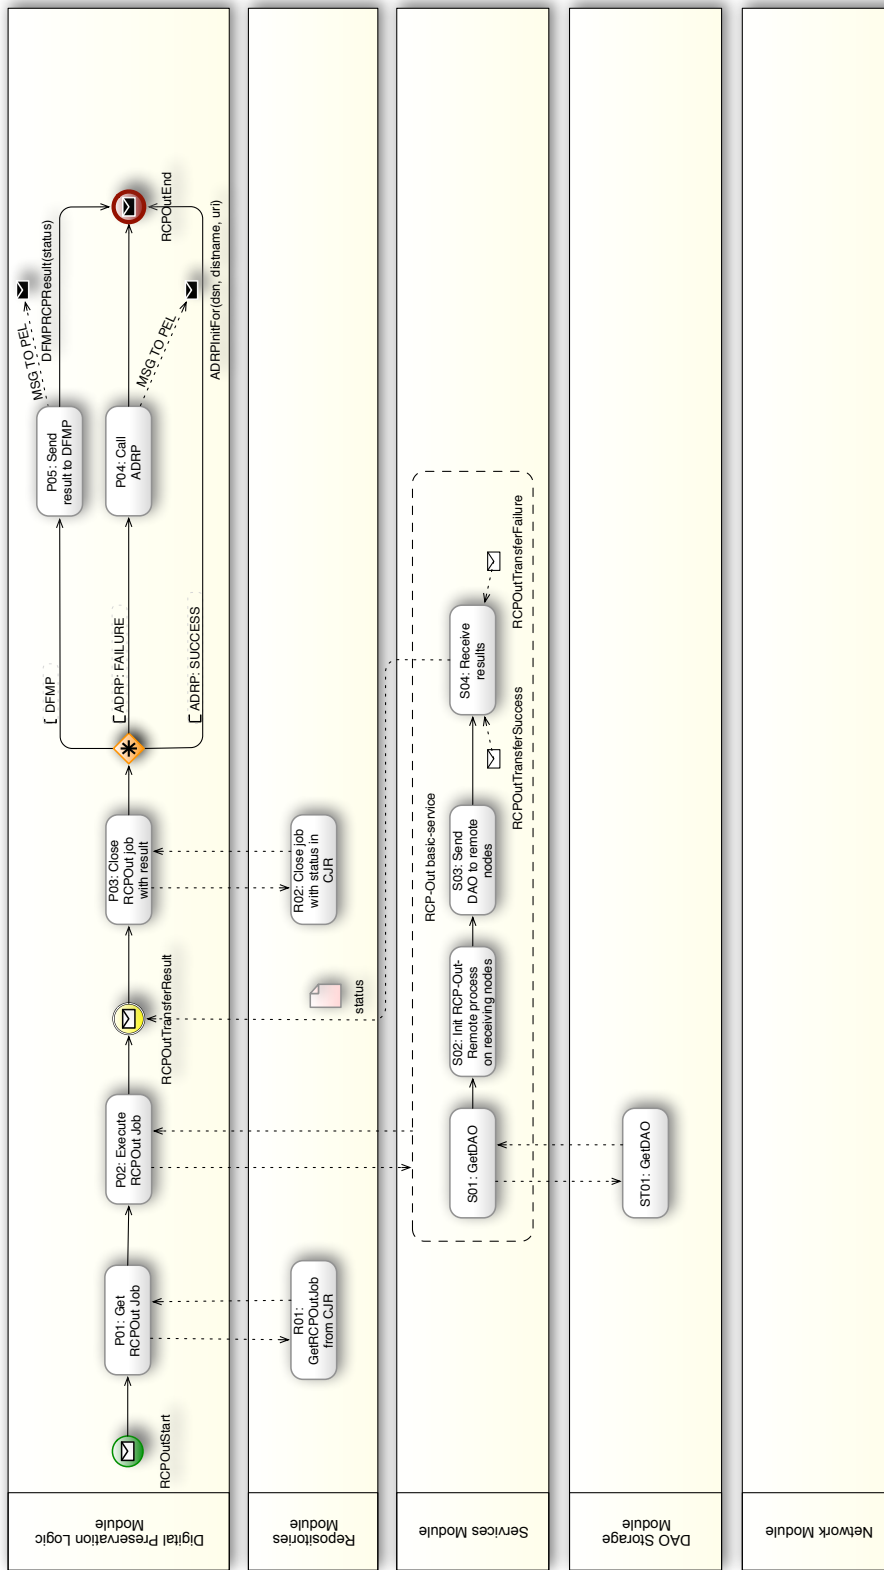 Digital Preservation Logic
Module
RCPOutStart
P01: Get
RCPOut Job
P02: Execute
RCPOut Job
RCPOutTransferResult
P03: Close
RCPOut job
with result
DFMP
ADRP: FAILURE
ADRP: SUCCESS
P05: Send
result to DFMP
P04: Call
ADRP
MSG TO PEL
DFMPRCPResult(status)
MSG TO PEL
ADRPInitFor(dsn, distname, uri)
RCPOutEnd
Repositories
Module
R01:
GetRCPOutJob
from CJR
status
R02: Close job
with status in
CJR
Services Module
RCP-Out basic-service
S01: GetDAO
S02: Init RCP-Out-
Remote process
on receiving nodes
S03: Send
DAO to remote
nodes
S04: Receive
results
RCPOutTransferSuccess
RCPOutTransferFailure
DAO Storage
Module
ST01: GetDAO
Network Module